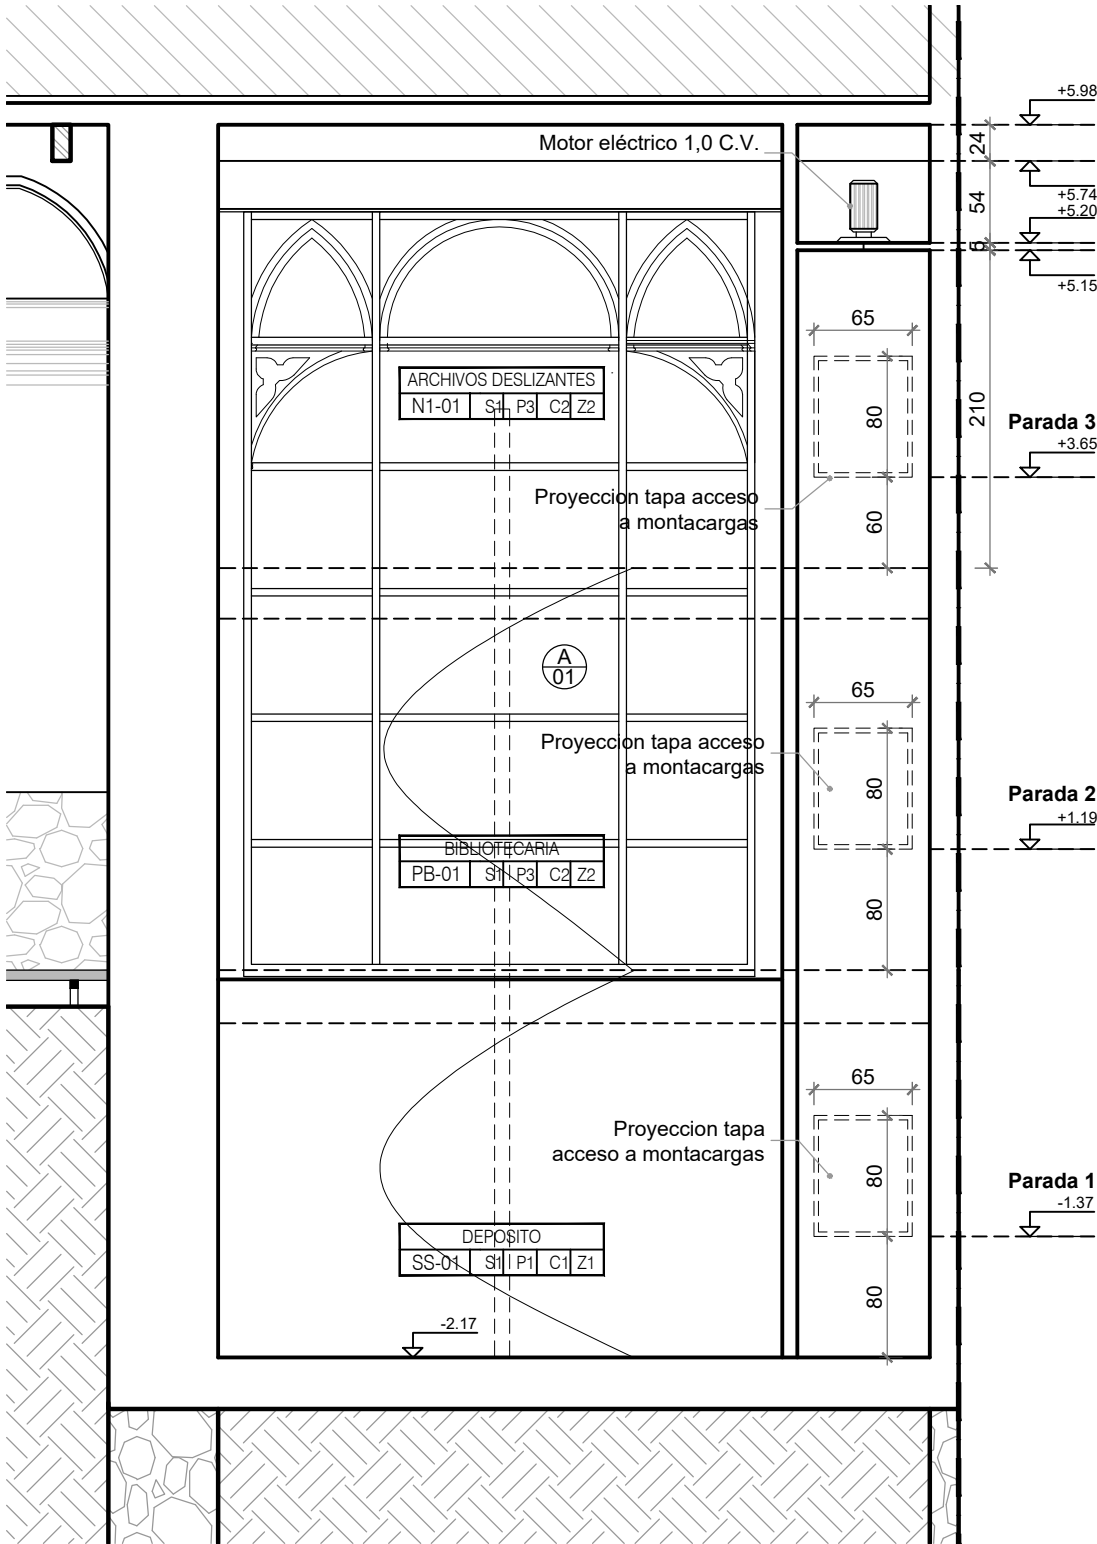 +5.98
Motor eléctrico 1,0 C.V.
24
+5.74
54
+5.20
5
+5.15
65
ARCHIVOS DESLIZANTES
N1-01 S1 P3 C2 Z2
80
210
Parada 3
+3.65
Proyeccion tapa acceso
a montacargas
60
A
01
65
Proyeccion tapa acceso
a montacargas
80
Parada 2
+1.19
BIBLIOTECARIA
PB-01 S1 P3 C2 Z2
80
65
Proyeccion tapa
acceso a montacargas
80
Parada 1
-1.37
DEPOSITO
SS-01 S1 P1 C1 Z1
80
-2.17